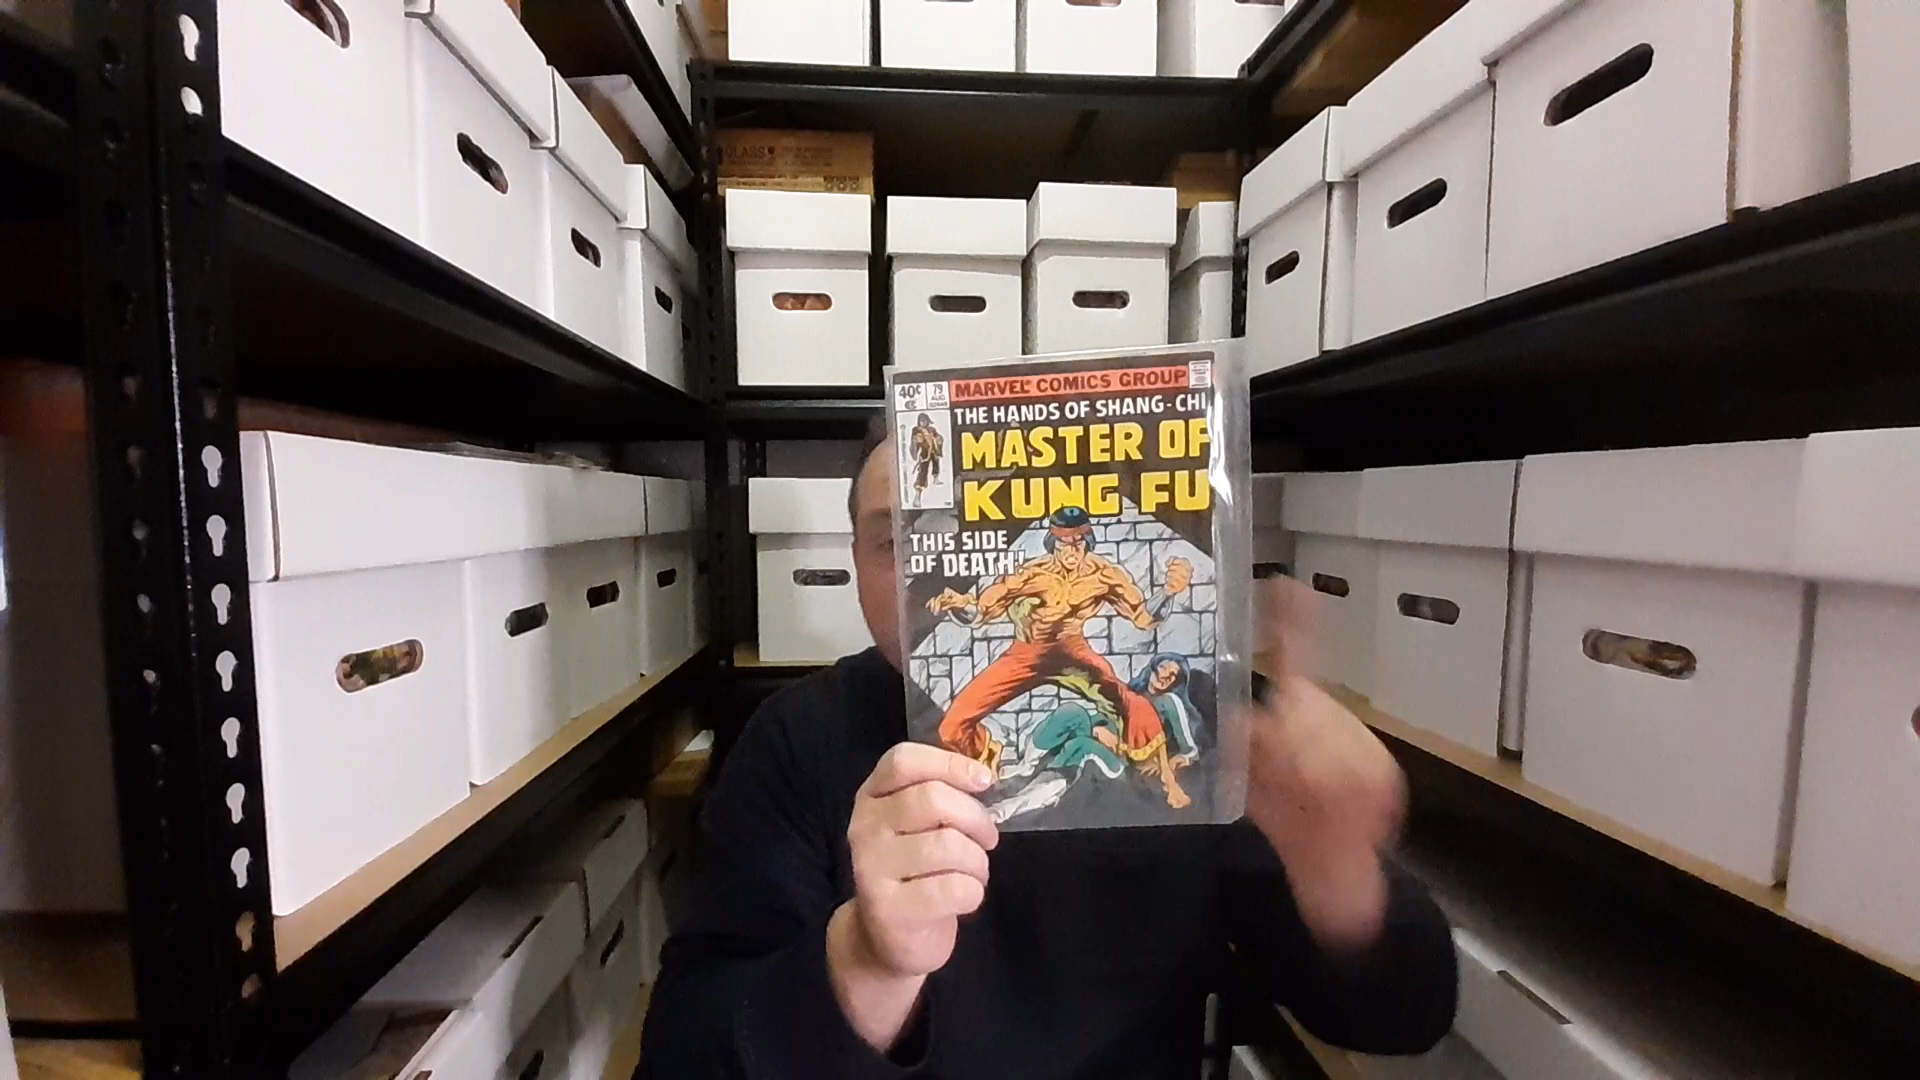 GLASS
40¢
79
AUG
MARVEL® COMICS GROUP
THE HANDS OF SHANG-CHI
MASTER OF
KUNG FU
THIS SIDE
OF DEATH!